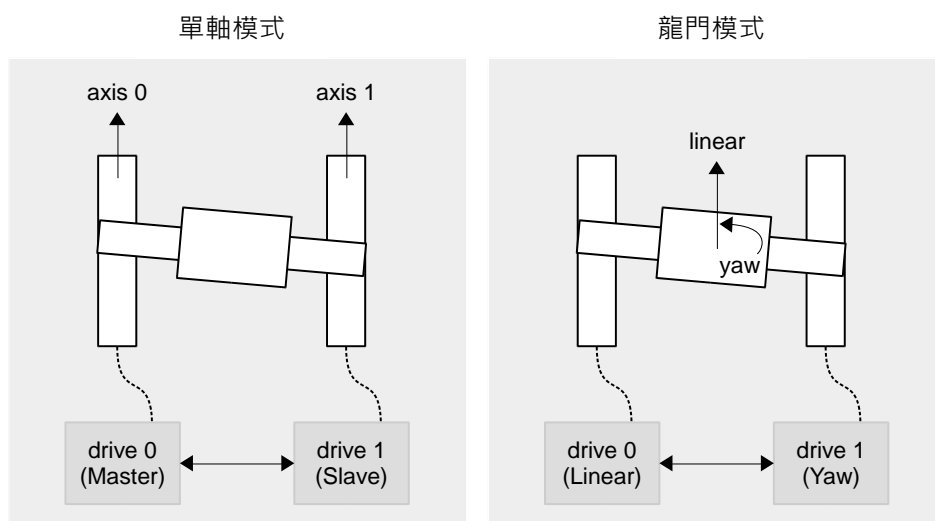 單軸模式
axis 0
axis 1
drive 0
(Master)
drive 1
(Slave)
龍門模式
linear
yaw
drive 0
(Linear)
drive 1
(Yaw)